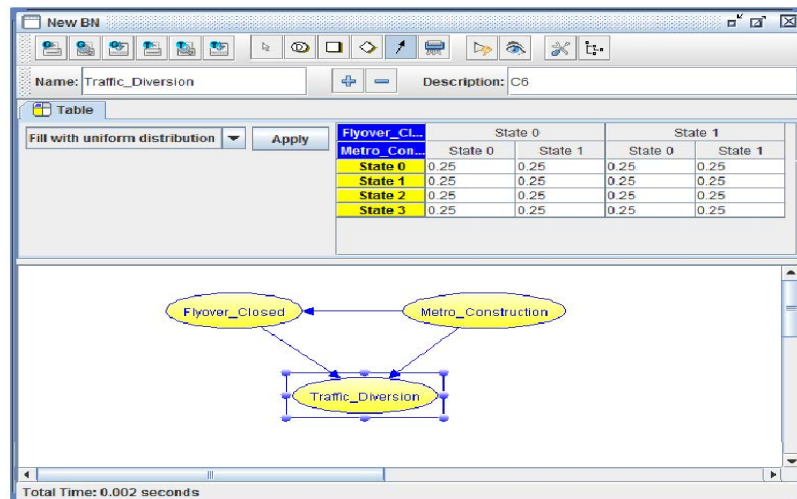 New BN
Name: Traffic_Diversion Description: C6
Table
Fill with uniform distribution Apply
Flyover_Cl... State 0 State 1
Metro_Con... State 0 State 1 State 0 State 1
State 0 0.25 0.25 0.25 0.25
State 1 0.25 0.25 0.25 0.25
State 2 0.25 0.25 0.25 0.25
State 3 0.25 0.25 0.25 0.25
Flyover_Closed Metro_Construction
Traffic_Diversion
Total Time: 0.002 seconds